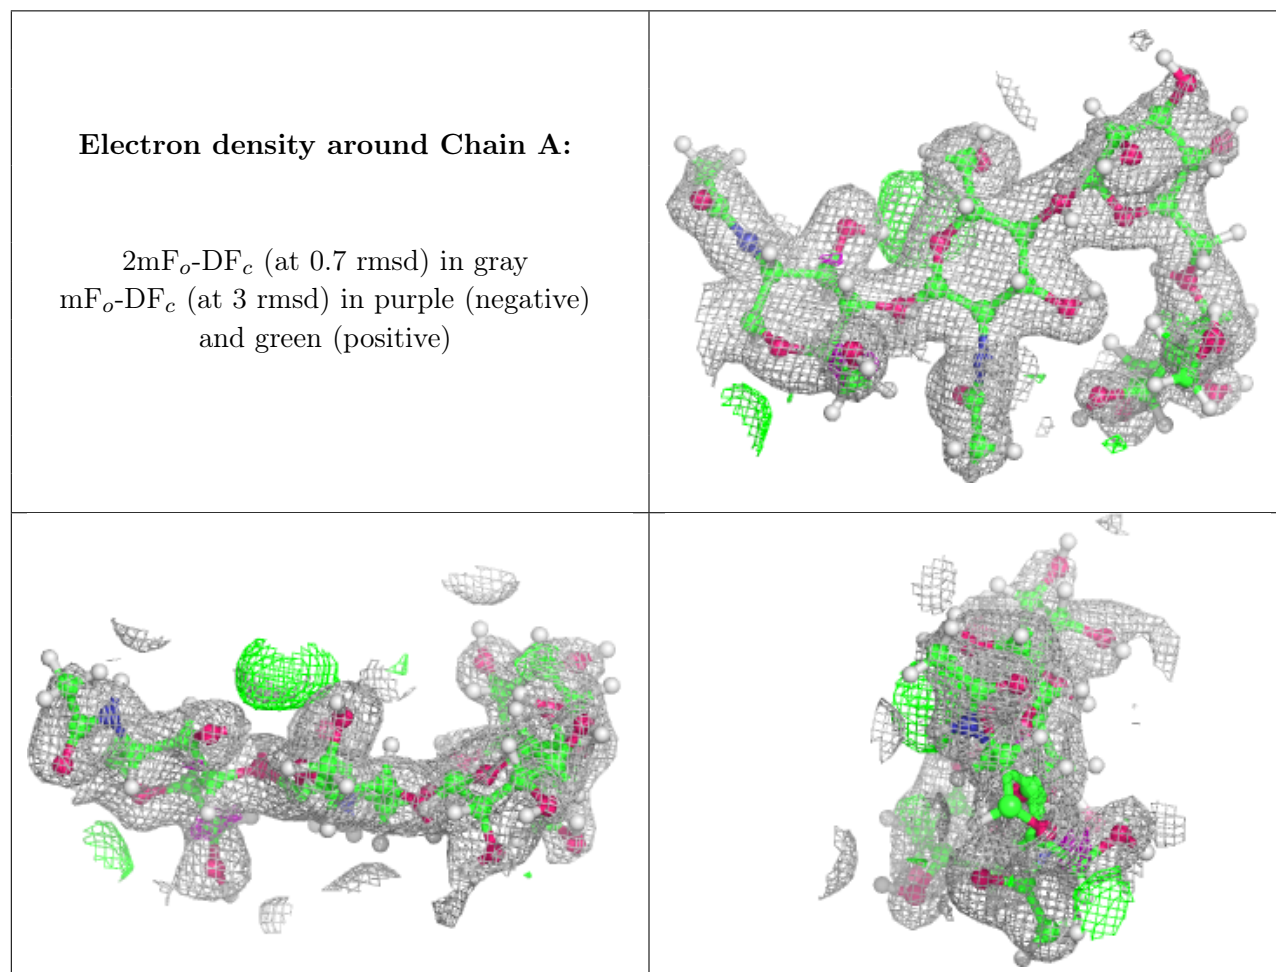 Electron density around Chain A:
2mFo-DFc (at 0.7 rmsd) in gray
mFo-DFc (at 3 rmsd) in purple (negative)
and green (positive)